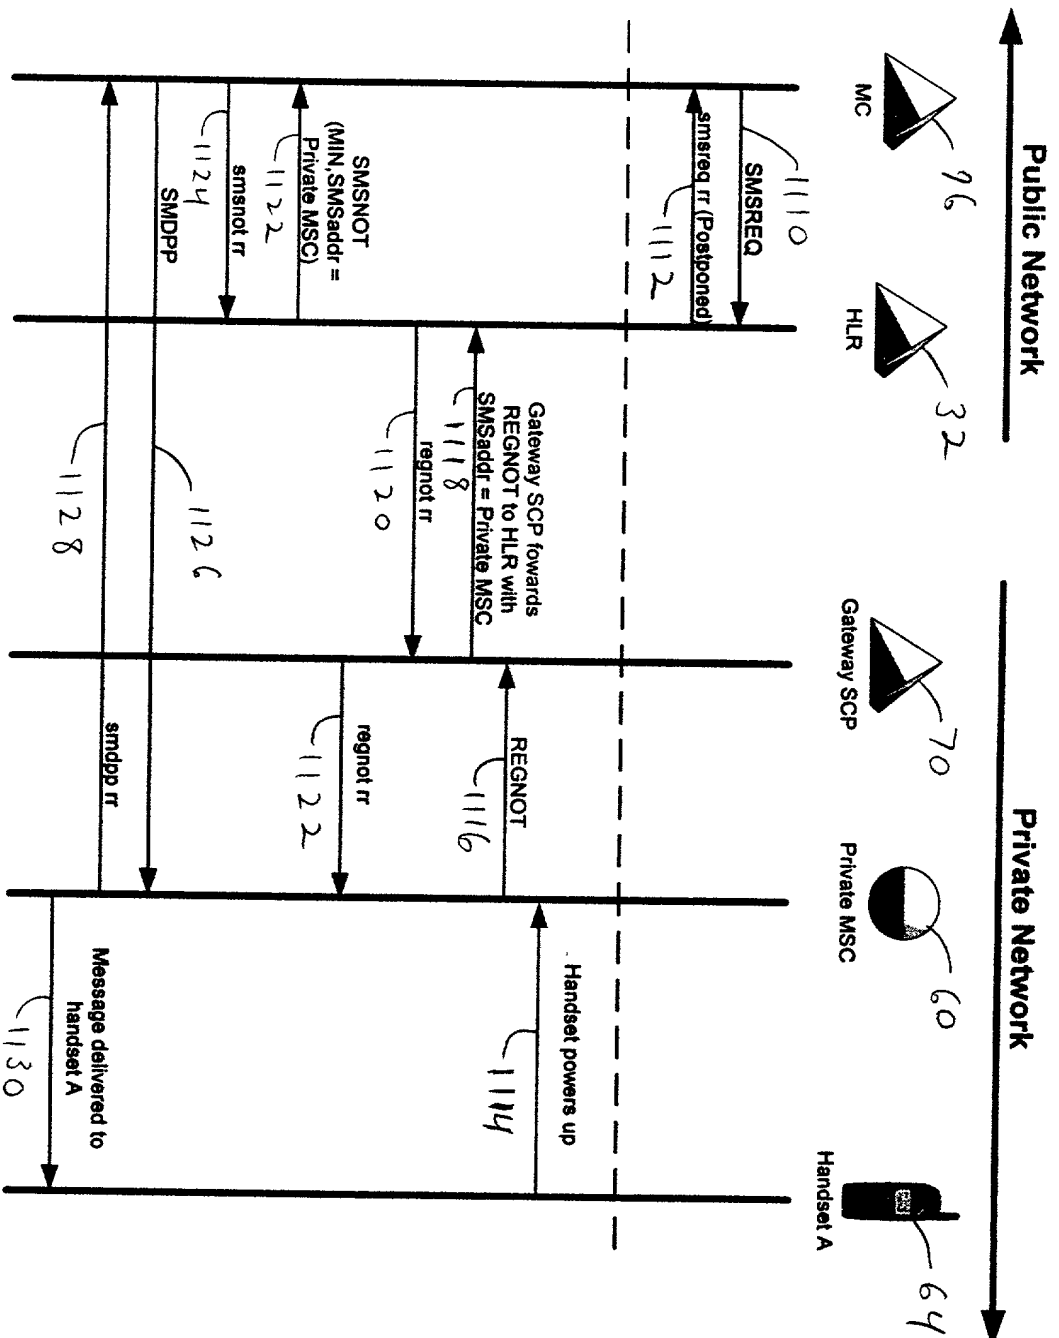 Public Network
Private Network
96
32
70
60
64
MC
HLR
Gateway SCP
Private MSC
Handset A
1110
SMSREQ
smsreq rr (Postponed)
1112
Handset powers up
1114
REGNOT
1116
Gateway SCP fowards
REGNOT to HLR with
SMSaddr = Private MSC
1118
regnot rr
1120
regnot rr
1122
SMSNOT
(MIN,SMSaddr =
Private MSC)
1122
smsnot rr
1124
SMDPP
1126
smdpp rr
1128
Message delivered to
handset A
1130